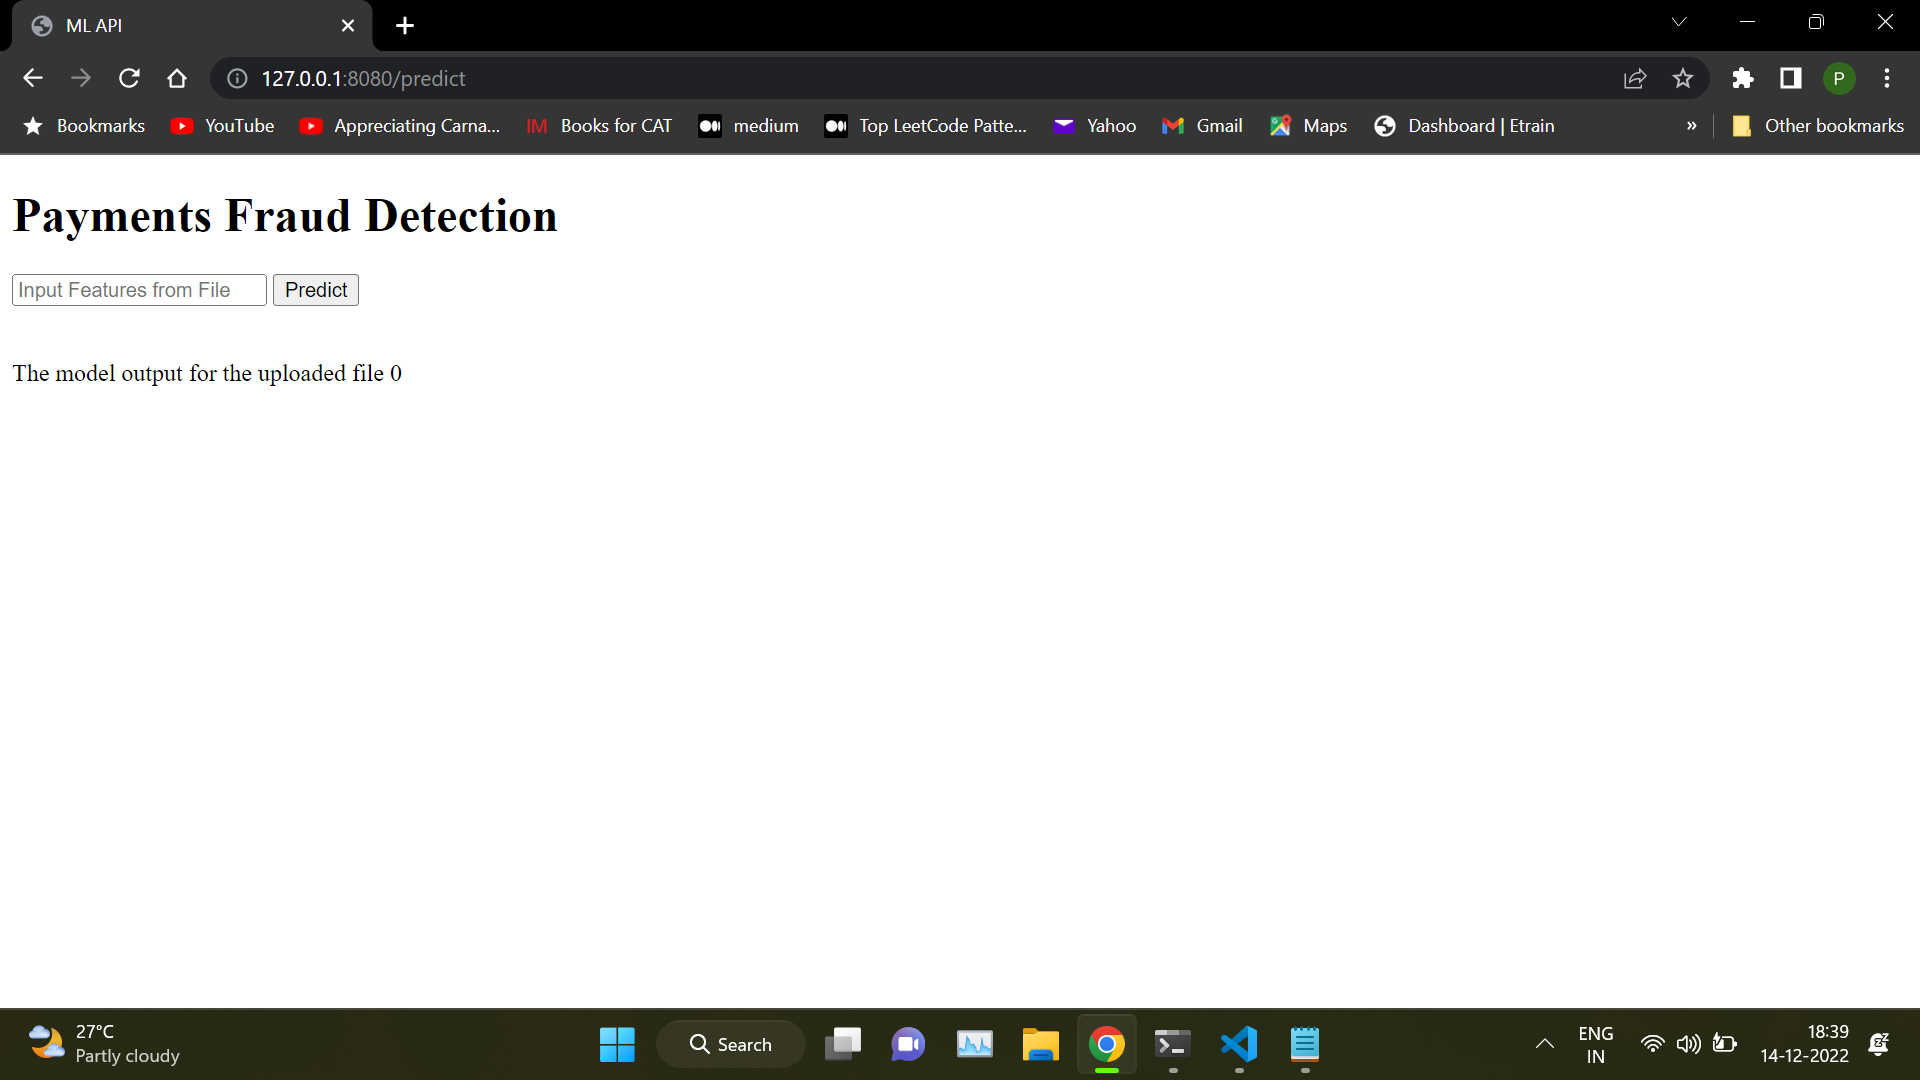 ML API
127.0.0.1:8080/predict
P
Bookmarks YouTube Appreciating Carna... IM Books for CAT medium Top LeetCode Patte... Yahoo Gmail Maps Dashboard | Etrain » Other bookmarks
Payments Fraud Detection
Input Features from File Predict
The model output for the uploaded file 0
27°C
Partly cloudy
Search
ENG
IN
18:39
14-12-2022